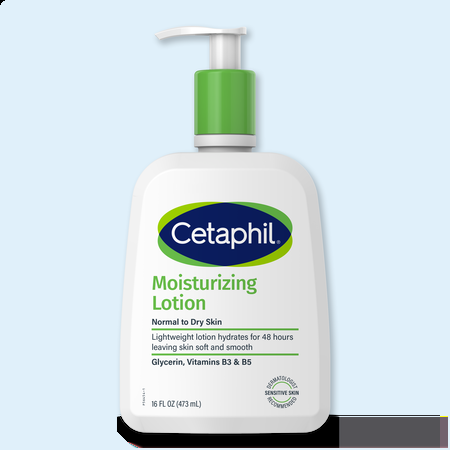 Cetaphil®
Moisturizing
Lotion
Normal to Dry Skin
Lightweight lotion hydrates for 48 hours
leaving skin soft and smooth
Glycerin, Vitamins B3 & B5
DERMATOLOGIST
SENSITIVE SKIN
RECOMMENDED
16 FL OZ (473 mL)